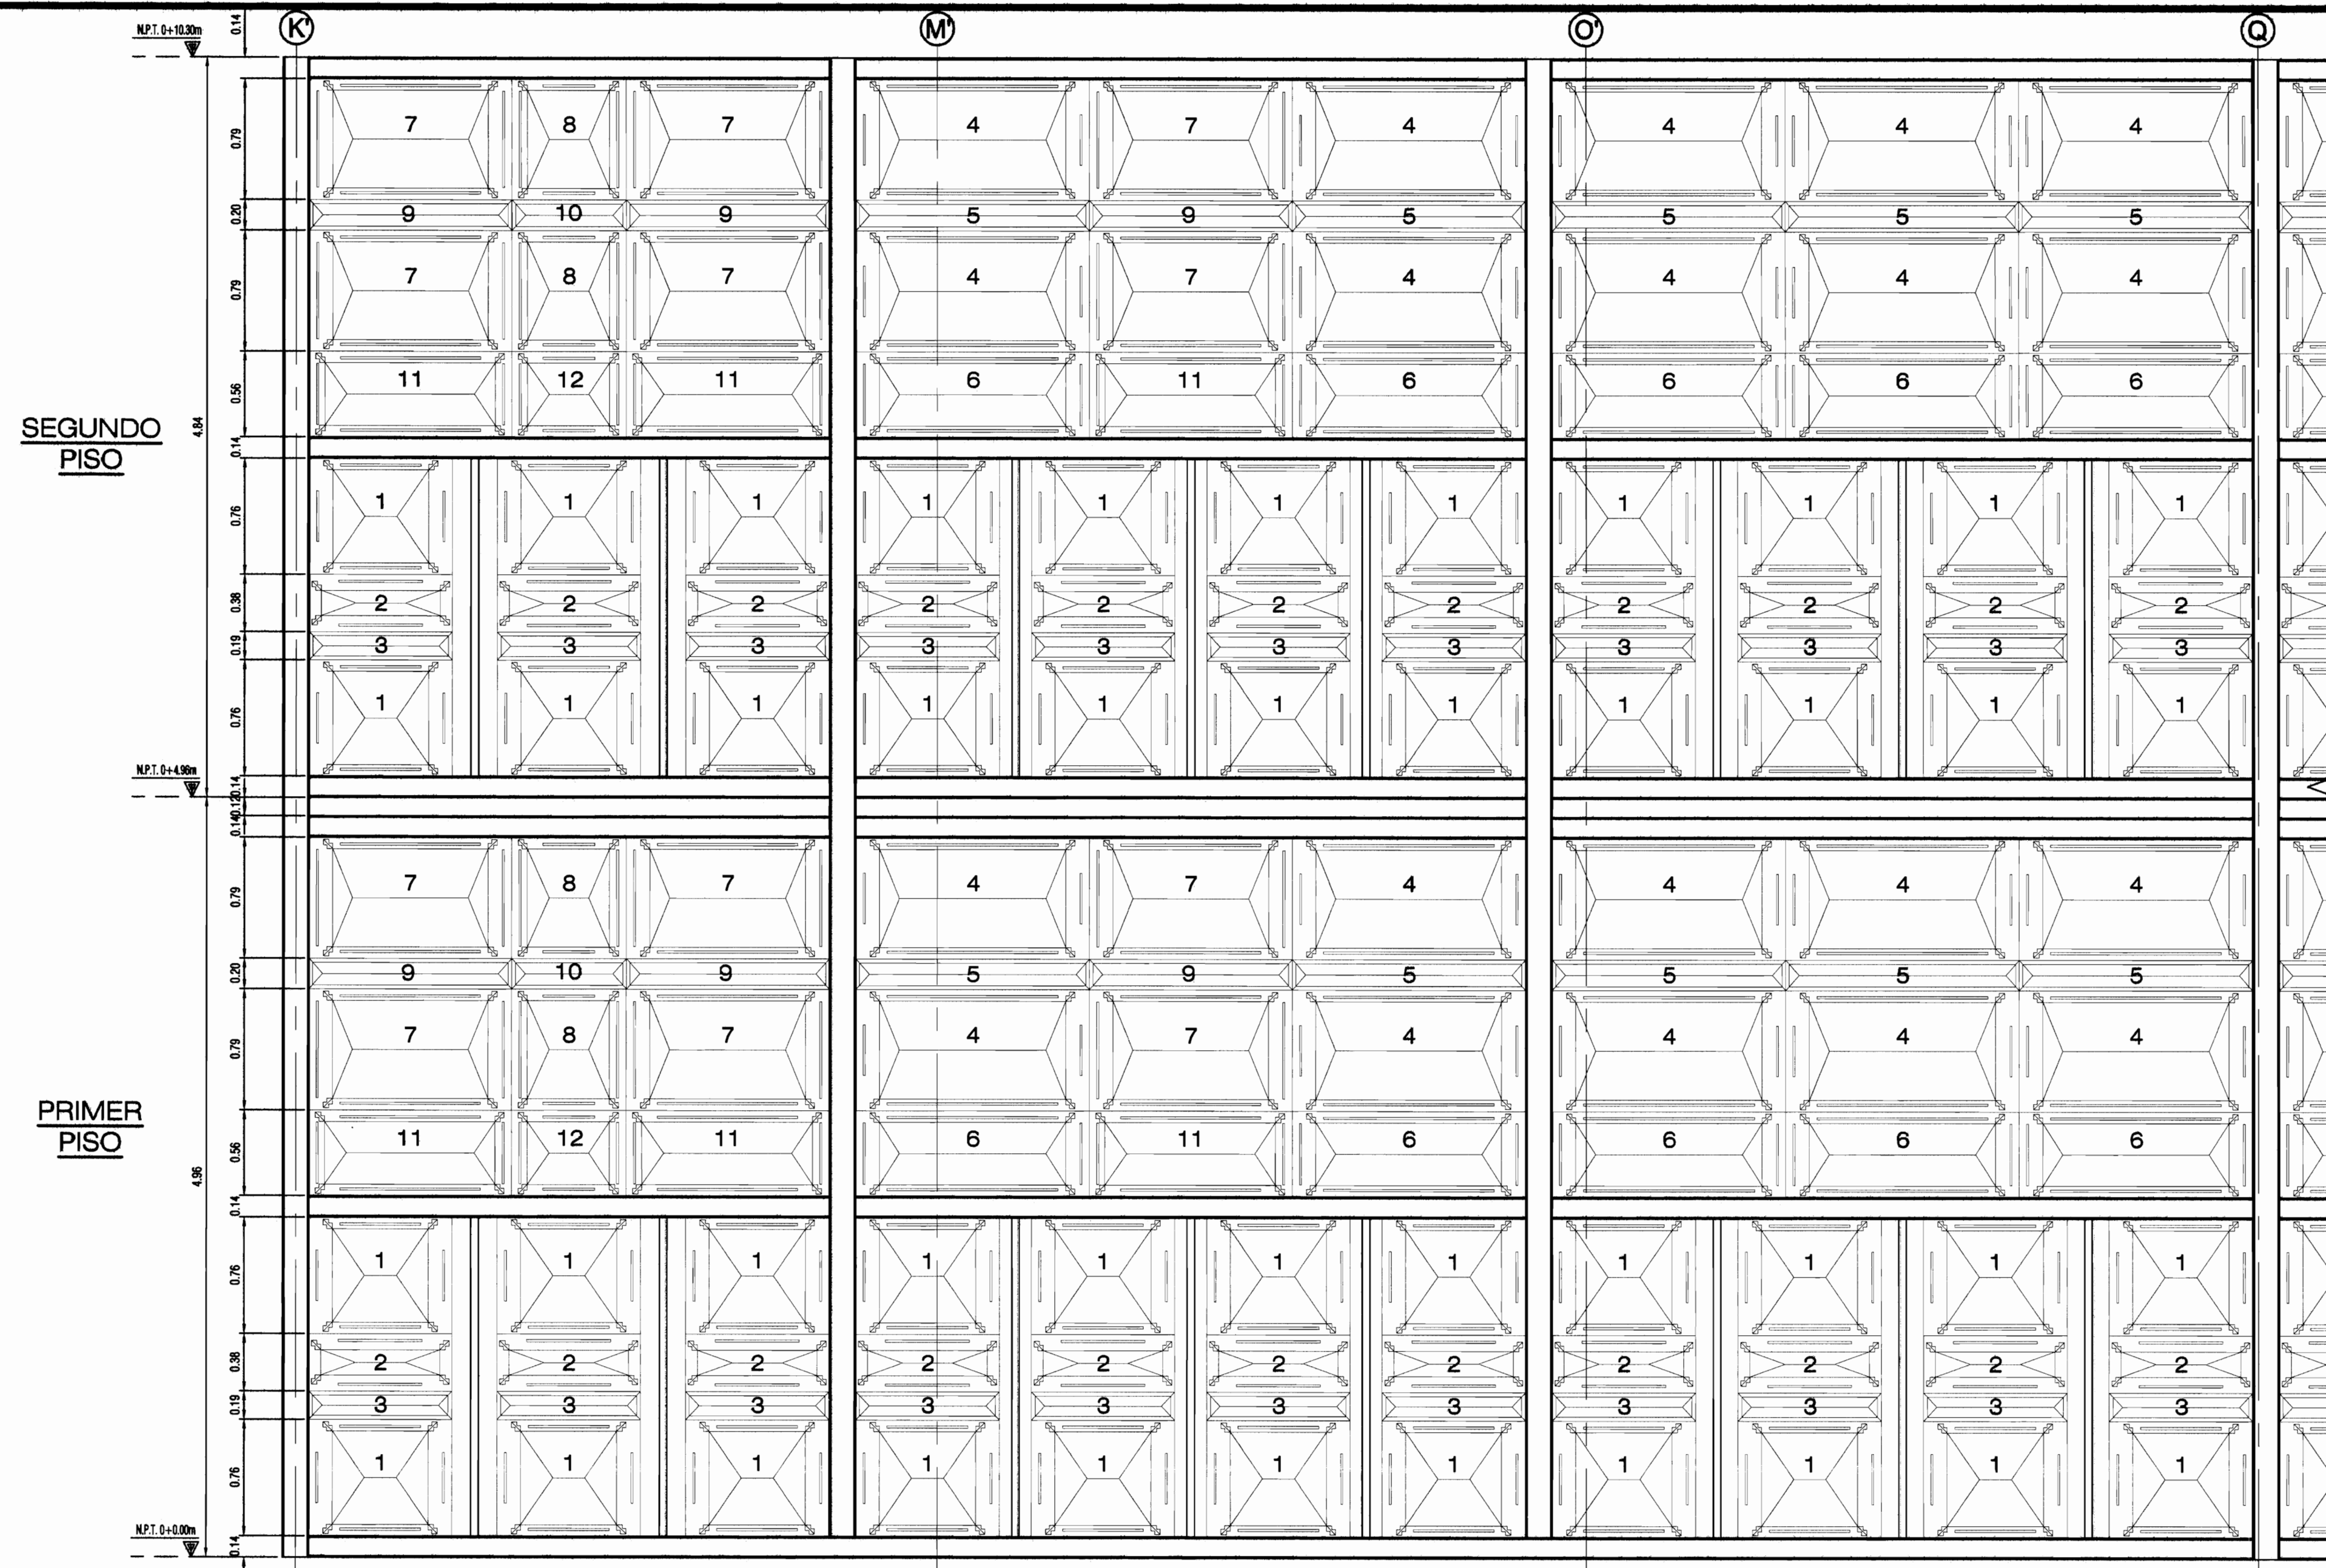 K' M' O' Q
N.P.T. 0+10.30m
0.14
7 8 7 4 7 4 4 4 4
0.79
9 10 9 5 9 5 5 5 5
0.20
7 8 7 4 7 4 4 4 4
0.79
11 12 11 6 11 6 6 6 6
0.56
SEGUNDO
PISO
4.84
0.14
1 1 1 1 1 1 1 1 1 1 1
0.76
2 2 2 2 2 2 2 2 2 2 2
0.38
3 3 3 3 3 3 3 3 3 3 3
0.19
1 1 1 1 1 1 1 1 1 1 1
0.76
N.P.T. 0+4.96m
0.14
0.12
0.14
7 8 7 4 7 4 4 4 4
0.79
9 10 9 5 9 5 5 5 5
0.20
7 8 7 4 7 4 4 4 4
0.79
11 12 11 6 11 6 6 6 6
0.56
PRIMER
PISO
4.96
0.14
1 1 1 1 1 1 1 1 1 1 1
0.76
2 2 2 2 2 2 2 2 2 2 2
0.38
3 3 3 3 3 3 3 3 3 3 3
0.19
1 1 1 1 1 1 1 1 1 1 1
0.76
N.P.T. 0+0.00m
0.14